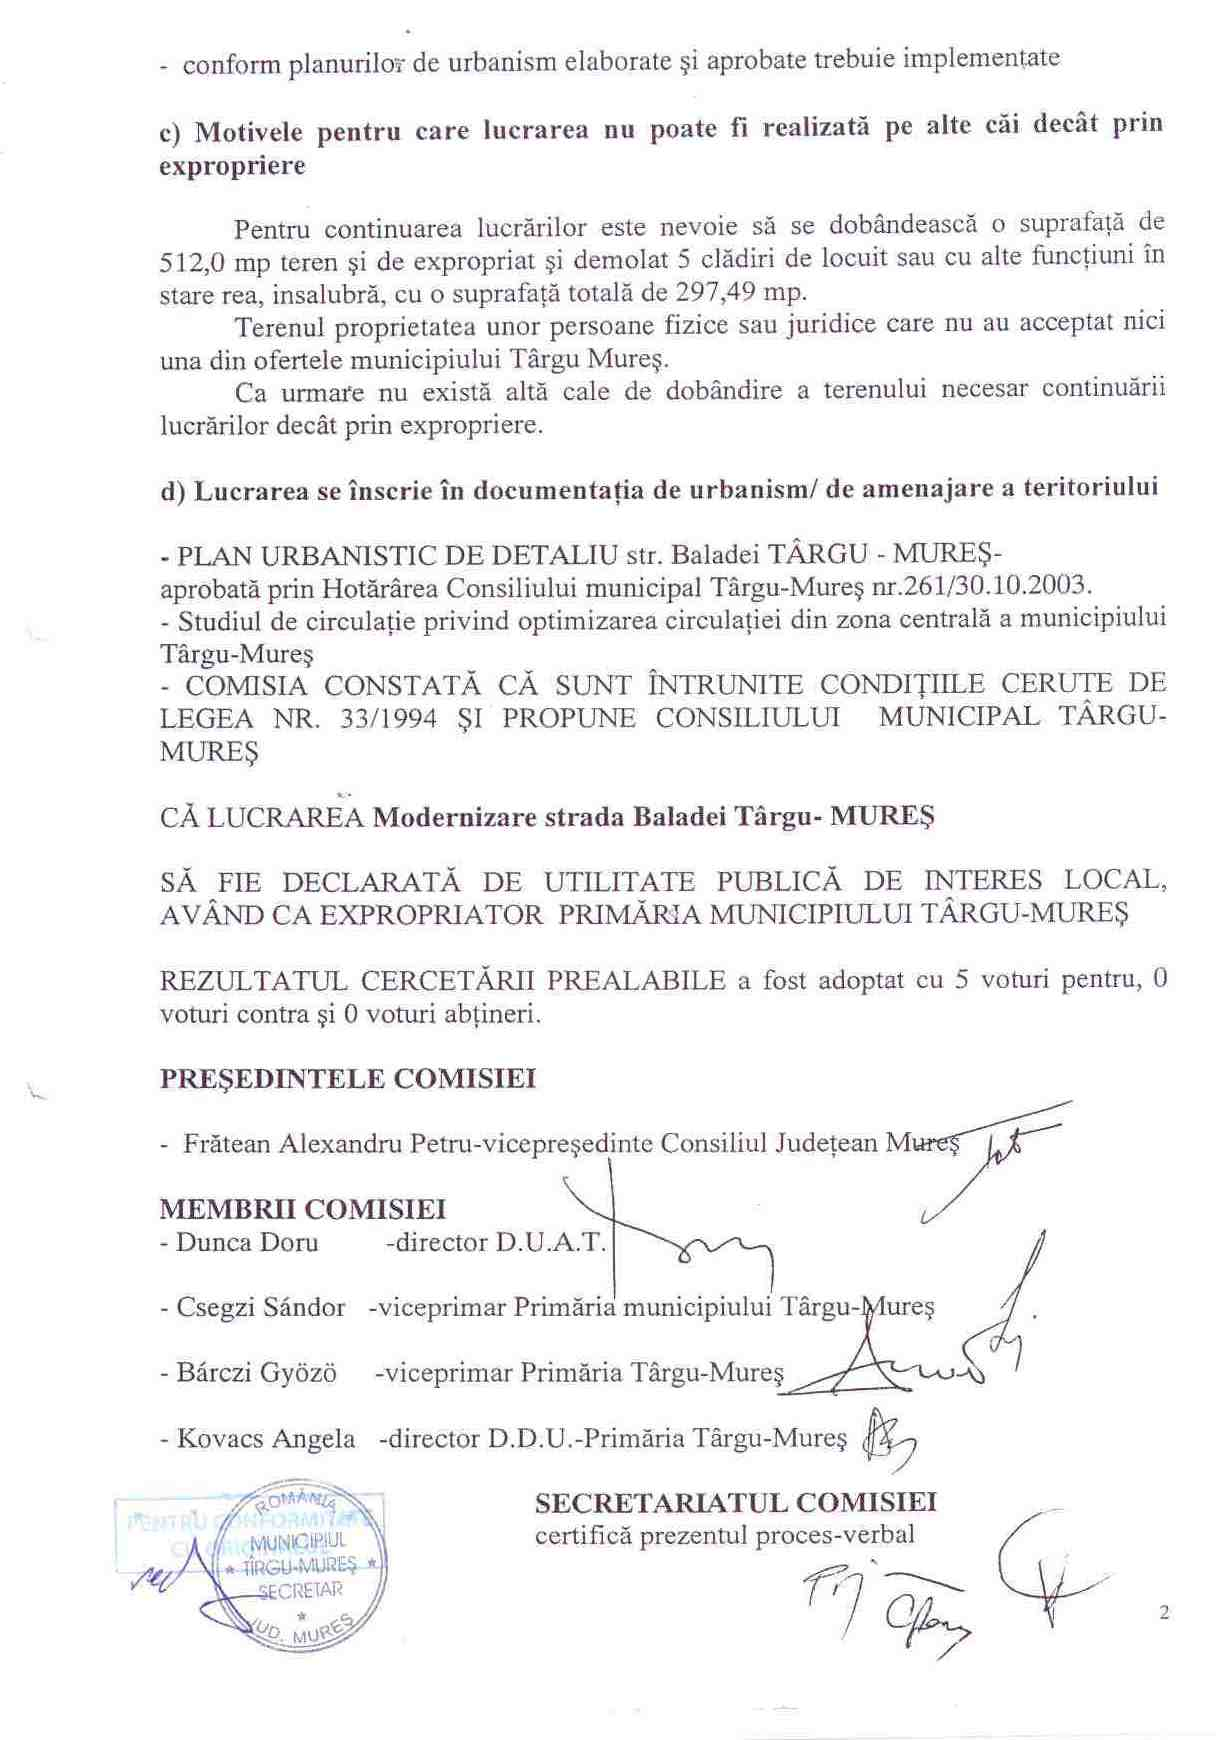 - conform planurilor de urbanism elaborate şi aprobate trebuie implementate
c) Motivele pentru care lucrarea nu poate fi realizată pe alte căi decât prin
expropriere
Pentru continuarea lucrărilor este nevoie să se dobândească o suprafaţă de
512,0 mp teren şi de expropriat şi demolat 5 clădiri de locuit sau cu alte funcţiuni în
stare rea, insalubră, cu o suprafaţă totală de 297,49 mp.
Terenul proprietatea unor persoane fizice sau juridice care nu au acceptat nici
una din ofertele municipiului Târgu Mureş.
Ca urmare nu există altă cale de dobândire a terenului necesar continuării
lucrărilor decât prin expropriere.
d) Lucrarea se înscrie în documentaţia de urbanism/ de amenajare a teritoriului
- PLAN URBANISTIC DE DETALIU str. Baladei TÂRGU - MUREŞ-
aprobată prin Hotărârea Consiliului municipal Târgu-Mureş nr.261/30.10.2003.
- Studiul de circulaţie privind optimizarea circulaţiei din zona centrală a municipiului
Târgu-Mureş
- COMISIA CONSTATĂ CĂ SUNT ÎNTRUNITE CONDIŢIILE CERUTE DE
LEGEA NR. 33/1994 ŞI PROPUNE CONSILIULUI MUNICIPAL TÂRGU-
MUREŞ
CĂ LUCRAREA Modernizare strada Baladei Târgu- MUREŞ
SĂ FIE DECLARATĂ DE UTILITATE PUBLICĂ DE INTERES LOCAL,
AVÂND CA EXPROPRIATOR PRIMĂRIA MUNICIPIULUI TÂRGU-MUREŞ
REZULTATUL CERCETĂRII PREALABILE a fost adoptat cu 5 voturi pentru, 0
voturi contra şi 0 voturi abţineri.
PREŞEDINTELE COMISIEI
- Frătean Alexandru Petru-vicepreşedinte Consiliul Judeţean Mureş
MEMBRII COMISIEI
- Dunca Doru -director D.U.A.T.
- Csegzi Sándor -viceprimar Primăria municipiului Târgu-Mureş
- Bárczi Gyözö -viceprimar Primăria Târgu-Mureş
- Kovacs Angela -director D.D.U.-Primăria Târgu-Mureş
SECRETARIATUL COMISIEI
certifică prezentul proces-verbal
PENTRU CONFORMITATE
CU ORIGINALUL
ROMÂNIA
MUNICIPIUL
* TÎRGU-MUREŞ *
SECRETAR
*
JUD. MUREŞ
2